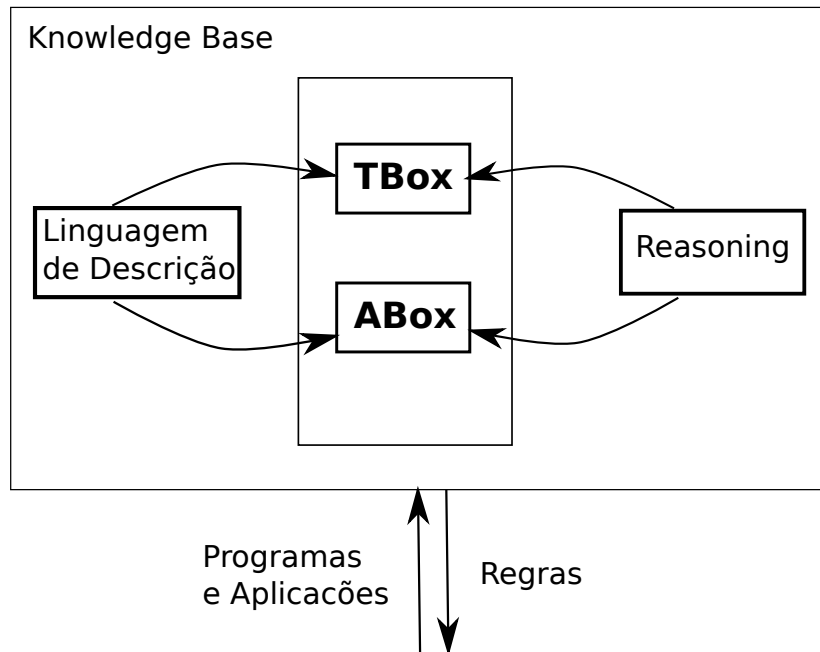 Knowledge Base
TBox
Linguagem
de Descrição
Reasoning
ABox
Programas
e Aplicacões
Regras